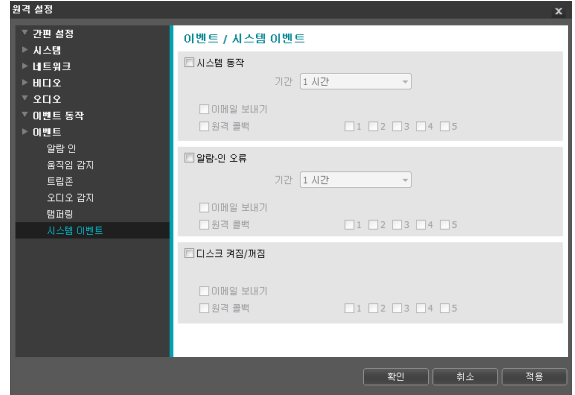 원격 설정
x
간편 설정
시스템
네트워크
비디오
오디오
이벤트 동작
이벤트
알람 인
움직임 감지
트립존
오디오 감지
탬퍼링
시스템 이벤트
이벤트 / 시스템 이벤트
시스템 동작
기간 1 시간
이메일 보내기
원격 콜백 1 2 3 4 5
알람-인 오류
기간 1 시간
이메일 보내기
원격 콜백 1 2 3 4 5
디스크 켜짐/꺼짐
이메일 보내기
원격 콜백 1 2 3 4 5
확인 취소 적용